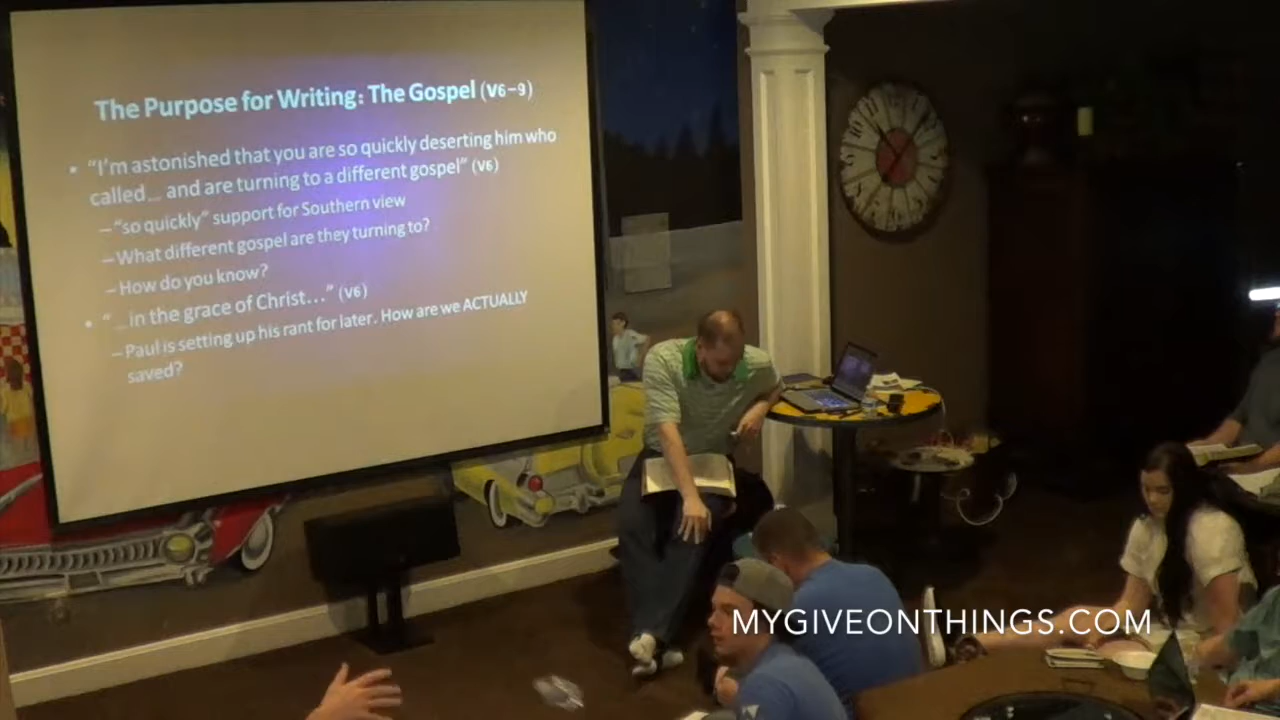 The Purpose for Writing: The Gospel (v6-9)
• "I'm astonished that you are so quickly deserting him who
called... and are turning to a different gospel" (v6)
–"so quickly" support for Southern view
–What different gospel are they turning to?
–How do you know?
• "...in the grace of Christ..." (v6)
–Paul is setting up his rant for later. How are we ACTUALLY
saved?
MYGIVEONTHINGS.COM